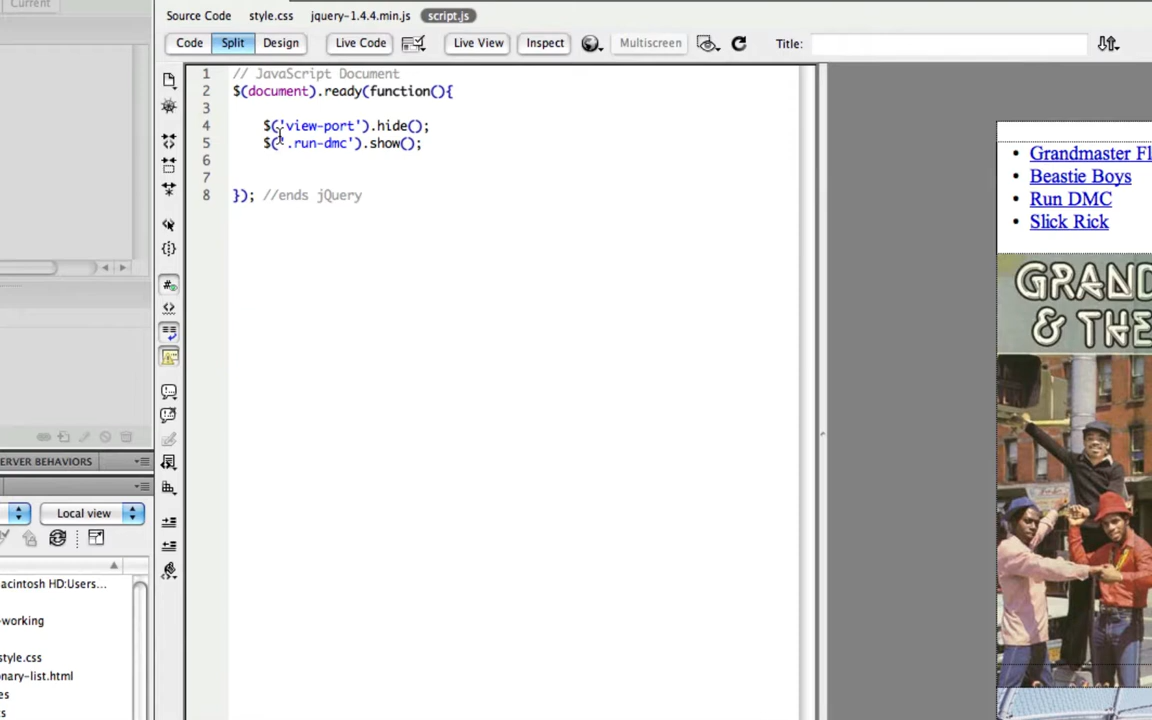 Current
Source Code style.css jquery-1.4.4.min.js script.js
Code Split Design Live Code Live View Inspect Multiscreen Title:
1 // JavaScript Document
2 $(document).ready(function(){
3
4 $('view-port').hide();
5 $('.run-dmc').show();
6
7
8 }); //ends jQuery
• Grandmaster Fl
• Beastie Boys
• Run DMC
• Slick Rick
GRAND
& THE
ERVER BEHAVIORS
Local view
acintosh HD:Users...
-working
style.css
onary-list.html
es
s